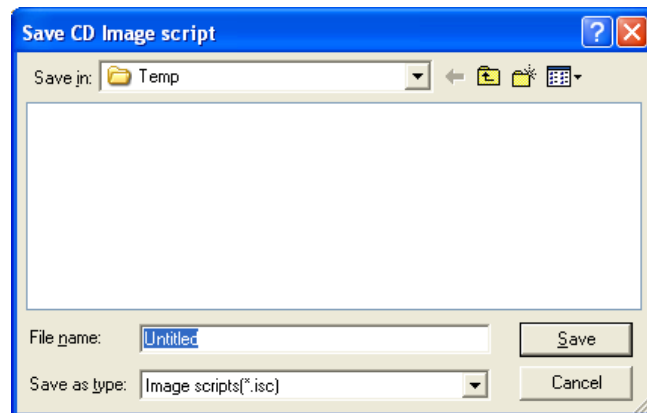 Save CD Image script
Save in: Temp
File name: Untitled
Save
Save as type: Image scripts(*.isc)
Cancel